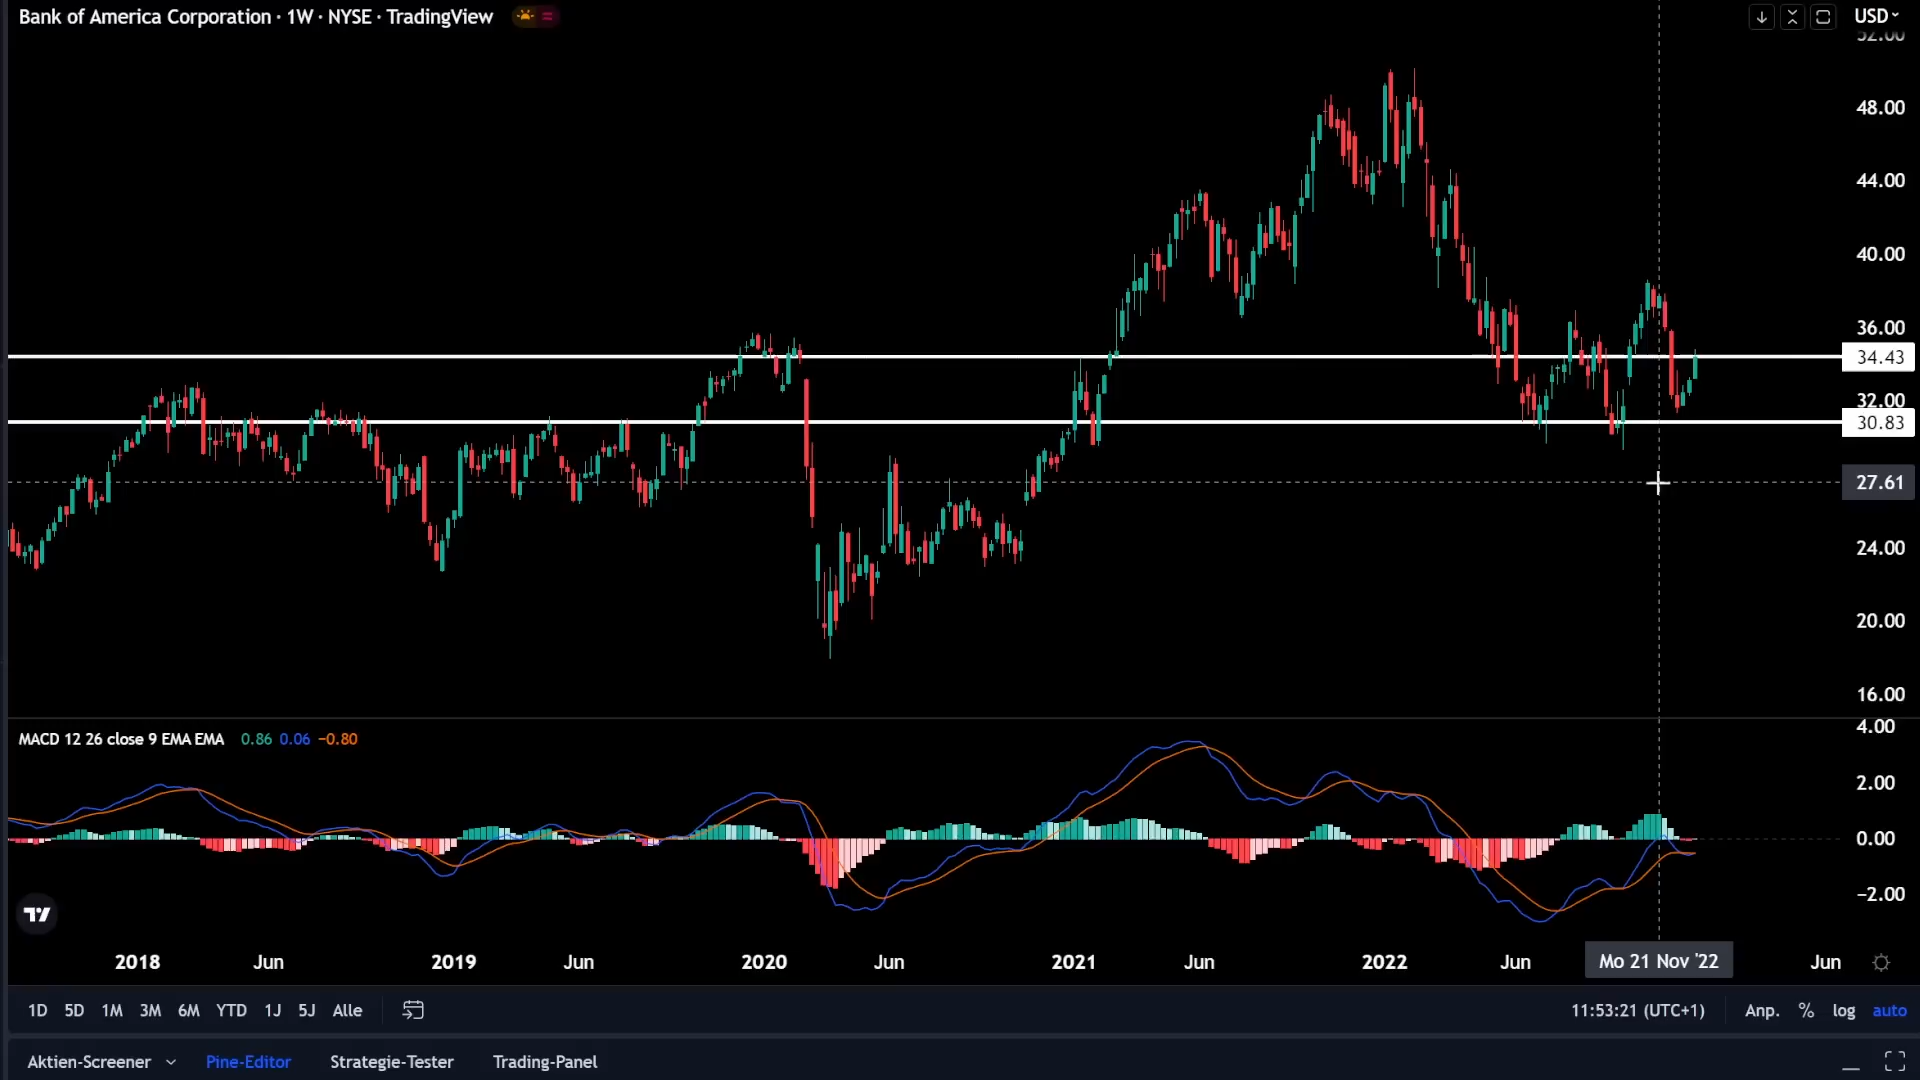 Bank of America Corporation · 1W · NYSE · TradingView
USD
52.00
48.00
44.00
40.00
36.00
34.43
32.00
30.83
27.61
24.00
20.00
16.00
MACD 12 26 close 9 EMA EMA 0.86 0.06 −0.80
4.00
2.00
0.00
−2.00
2018 Jun 2019 Jun 2020 Jun 2021 Jun 2022 Jun Mo 21 Nov '22 Jun
1D 5D 1M 3M 6M YTD 1J 5J Alle 11:53:21 (UTC+1) Anp. % log auto
Aktien-Screener Pine-Editor Strategie-Tester Trading-Panel